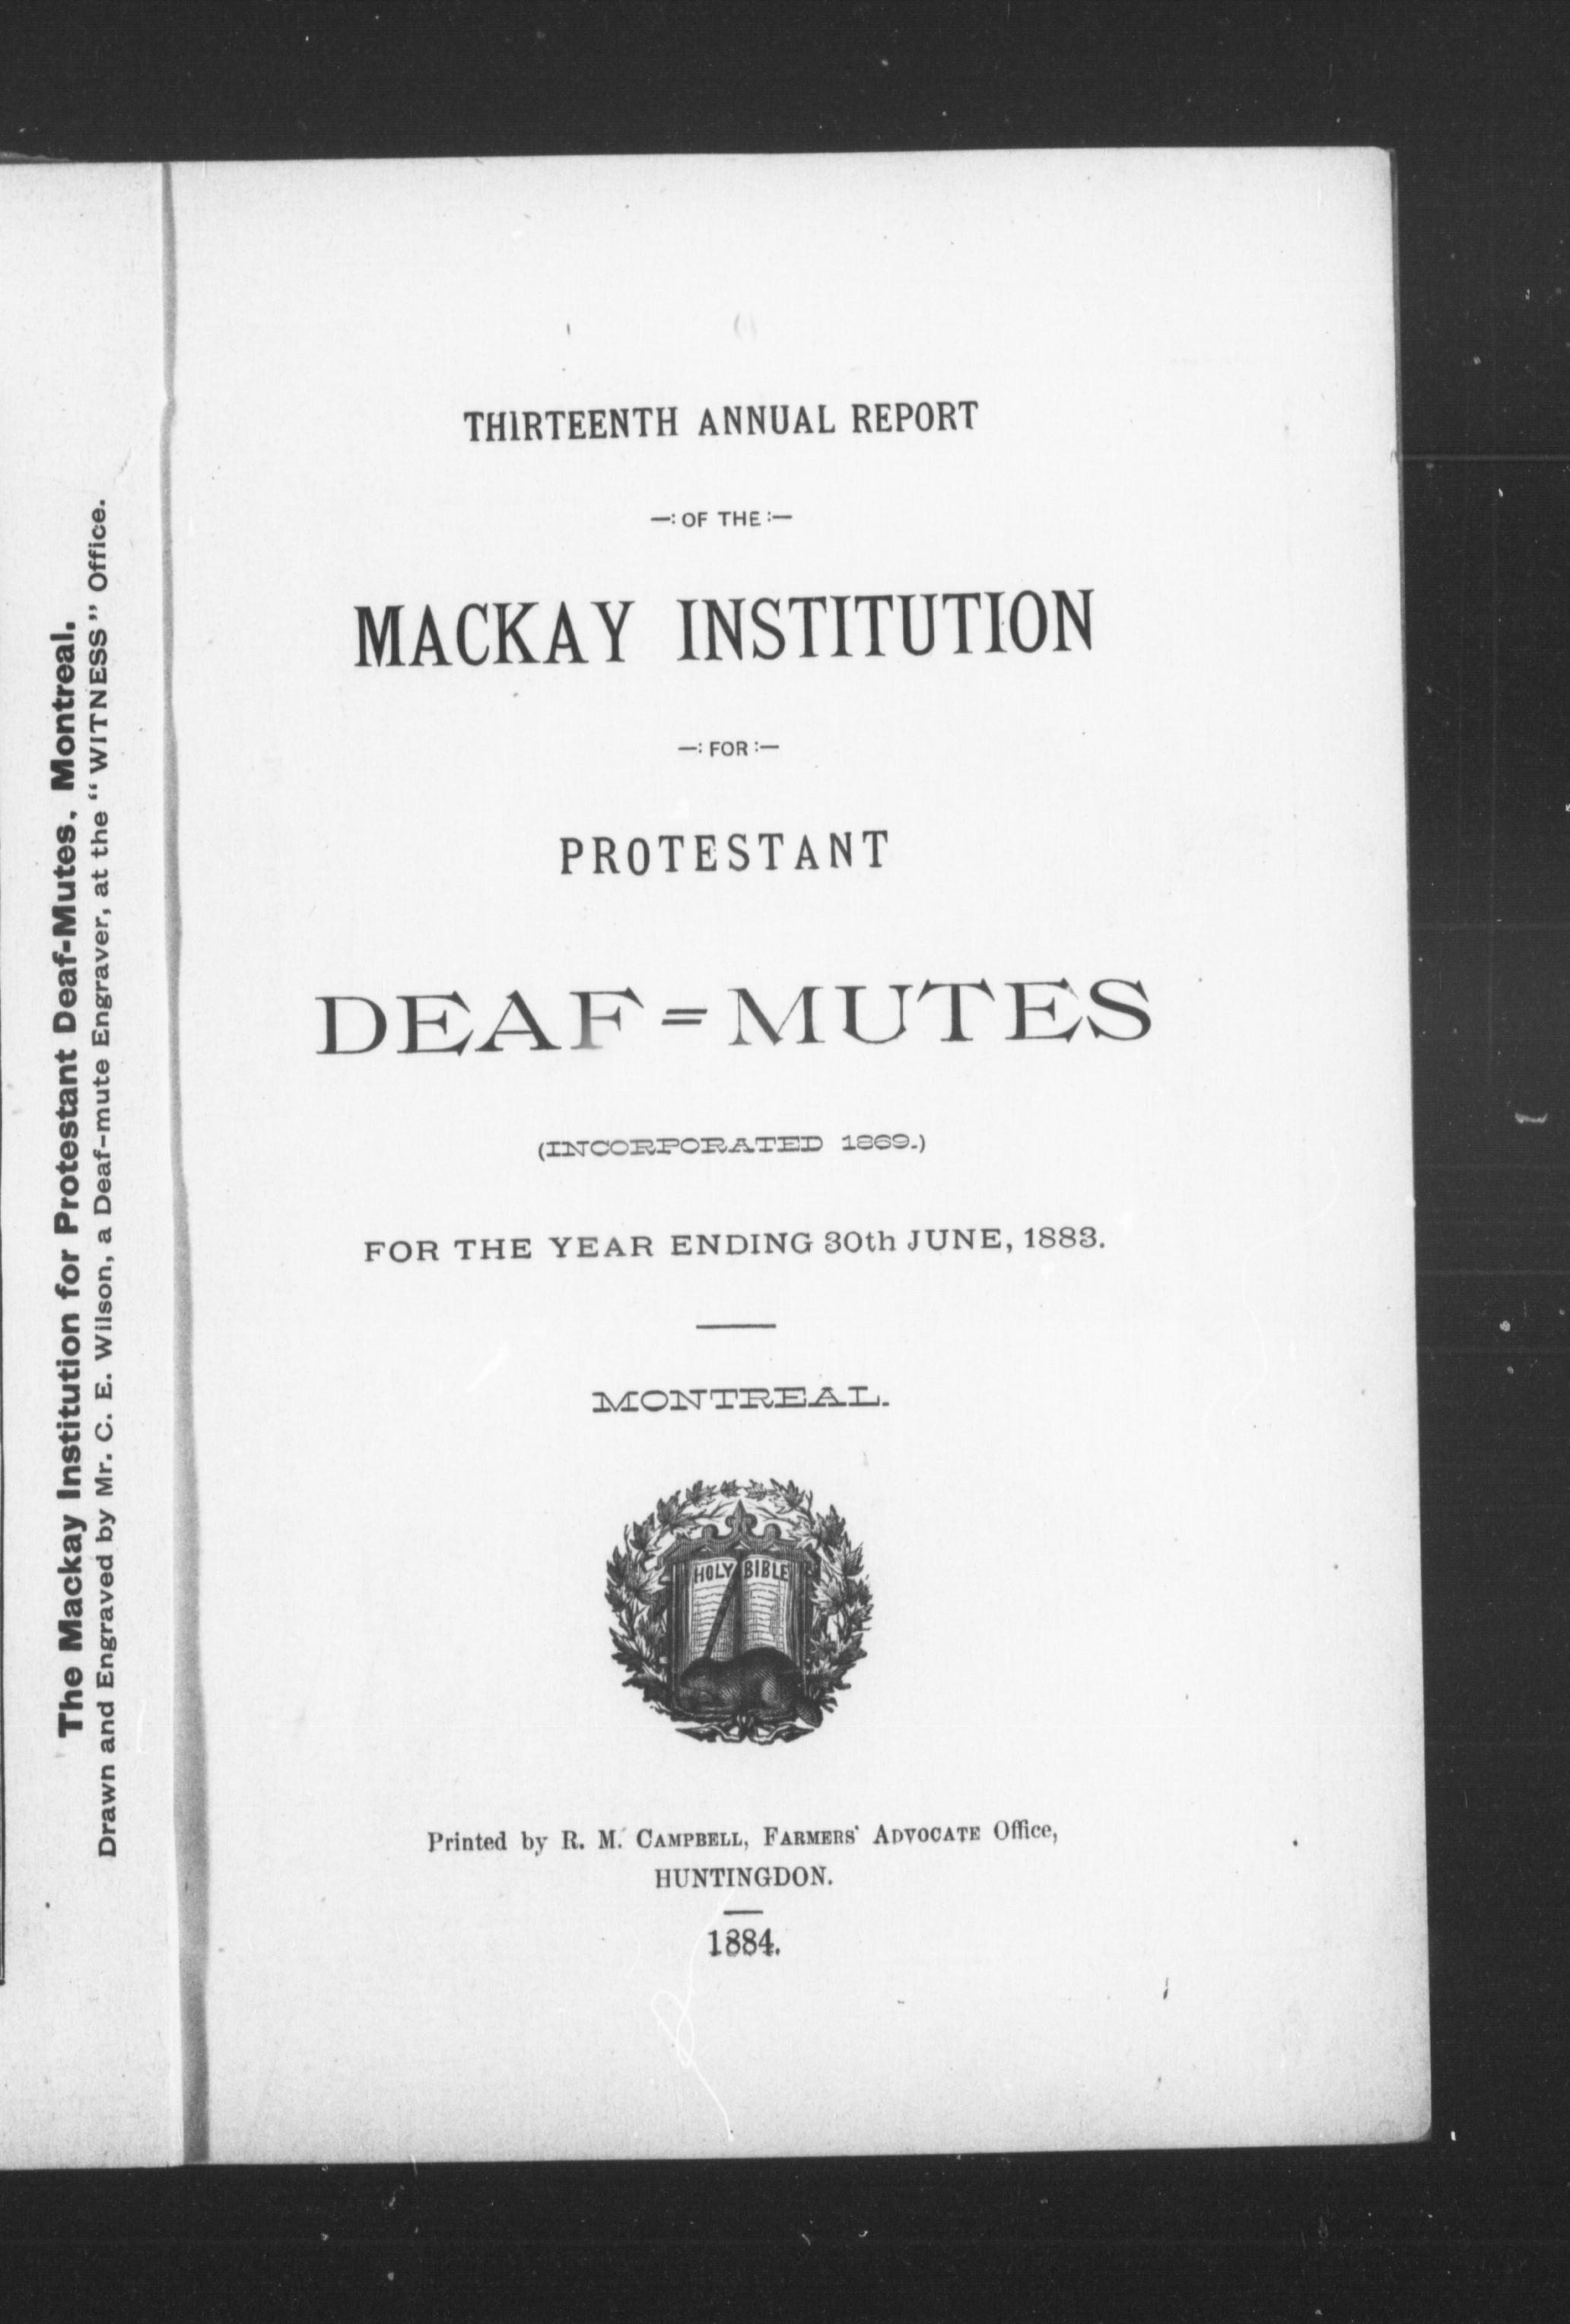 The Mackay Institution for Protestant Deaf-Mutes, Montreal.
Drawn and Engraved by Mr. C. E. Wilson, a Deaf-mute Engraver, at the "WITNESS" Office.
THIRTEENTH ANNUAL REPORT
—: OF THE :—
MACKAY INSTITUTION
—: FOR :—
PROTESTANT
DEAF=MUTES
(INCORPORATED 1869.)
FOR THE YEAR ENDING 30th JUNE, 1883.
MONTREAL.
HOLY BIBLE
Printed by R. M. CAMPBELL, FARMERS' ADVOCATE Office,
HUNTINGDON.
1884.